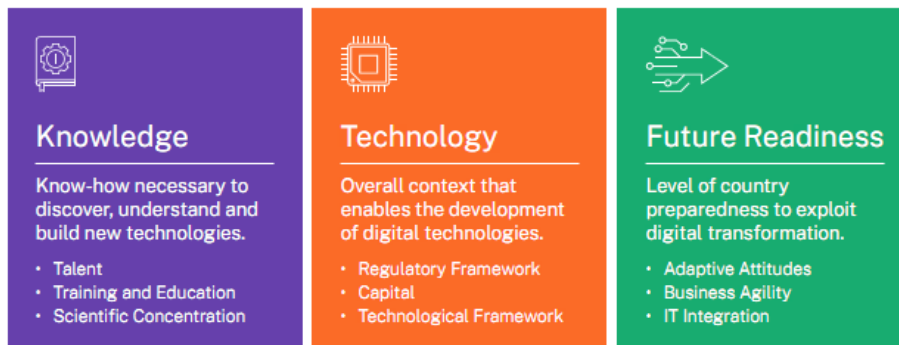 Knowledge
Know-how necessary to
discover, understand and
build new technologies.
• Talent
• Training and Education
• Scientific Concentration
Technology
Overall context that
enables the development
of digital technologies.
• Regulatory Framework
• Capital
• Technological Framework
Future Readiness
Level of country
preparedness to exploit
digital transformation.
• Adaptive Attitudes
• Business Agility
• IT Integration